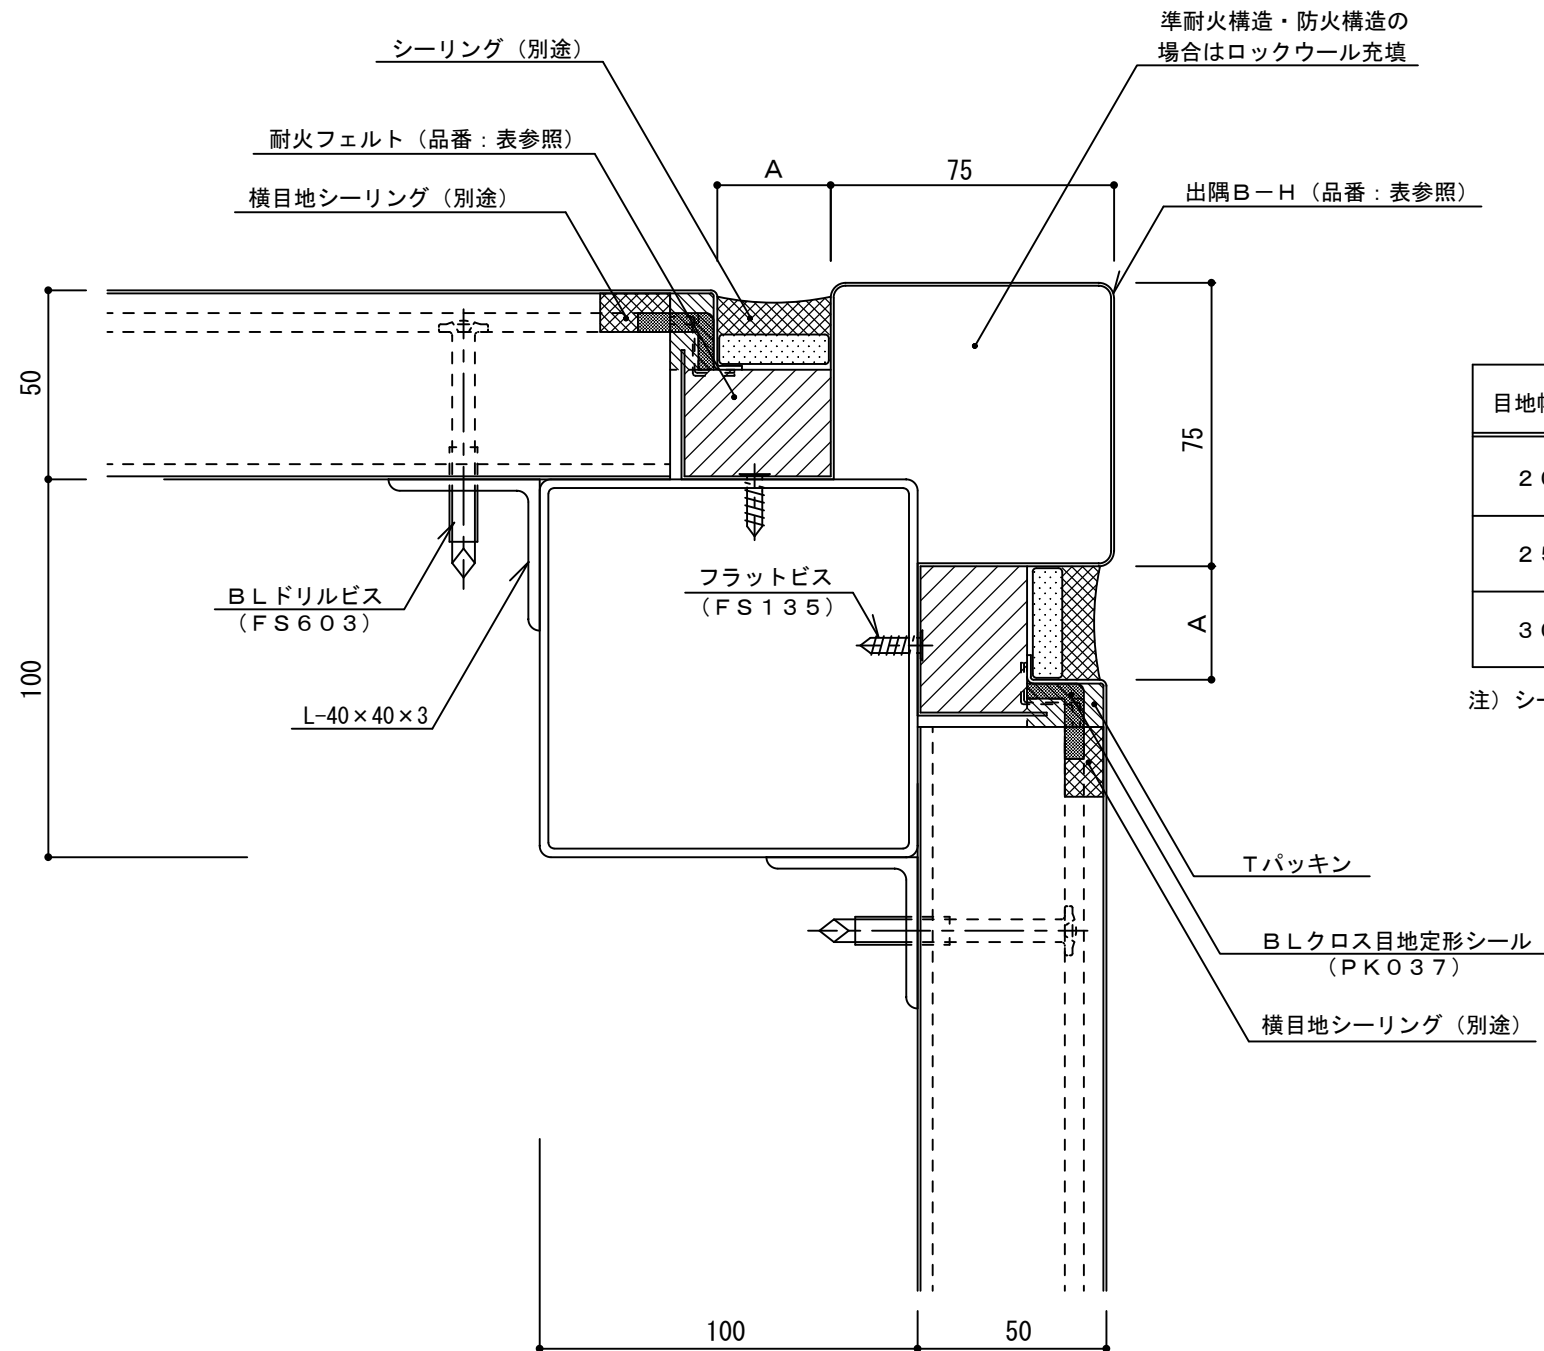 準耐火構造・防火構造の
場合はロックウール充填
シーリング（別途）
耐火フェルト（品番：表参照）
横目地シーリング（別途）
A
75
出隅B－H（品番：表参照）
50
75
目地
2
2
3
注）シー
BLドリルビス
（FS603）
フラットビス
（FS135）
A
100
L-40×40×3
Tパッキン
BLクロス目地定形シール
（PK037）
横目地シーリング（別途）
100
50